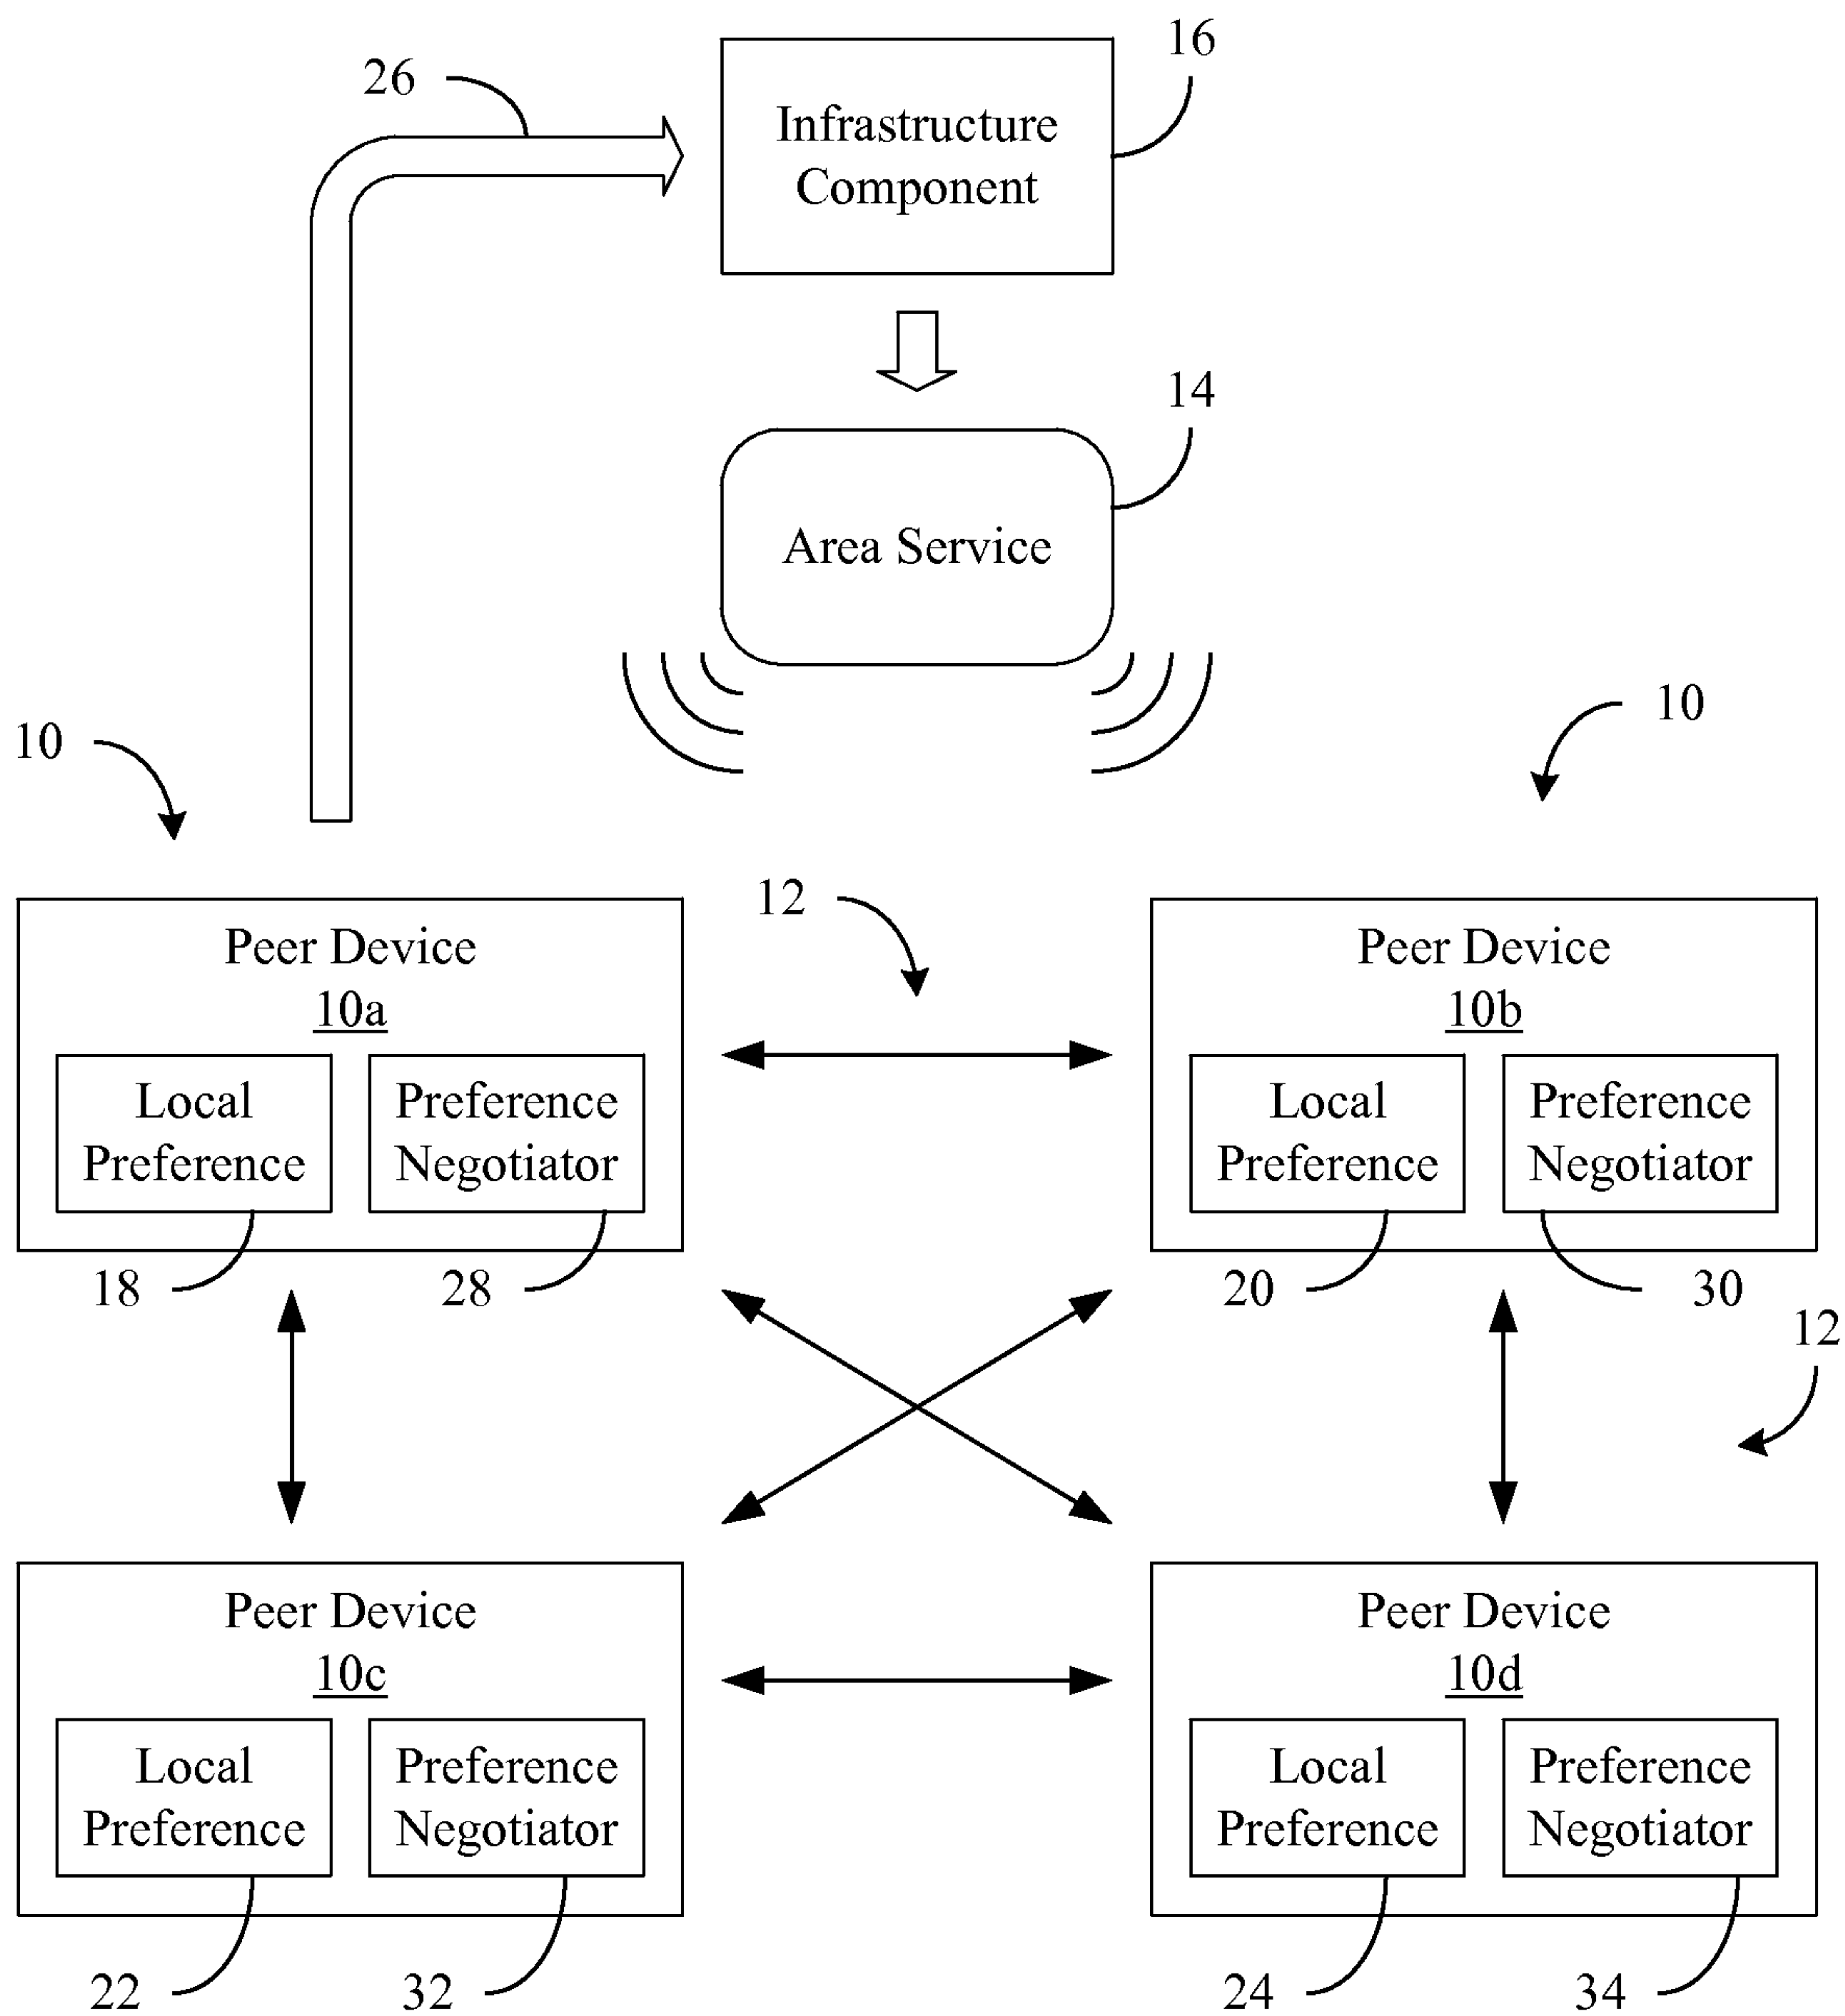 16
26
Infrastructure
Component
14
Area Service
10
10
12
Peer Device
10a
Local
Preference
Preference
Negotiator
18
28
Peer Device
10b
Local
Preference
Preference
Negotiator
20
30
12
Peer Device
10c
Local
Preference
Preference
Negotiator
22
32
Peer Device
10d
Local
Preference
Preference
Negotiator
24
34